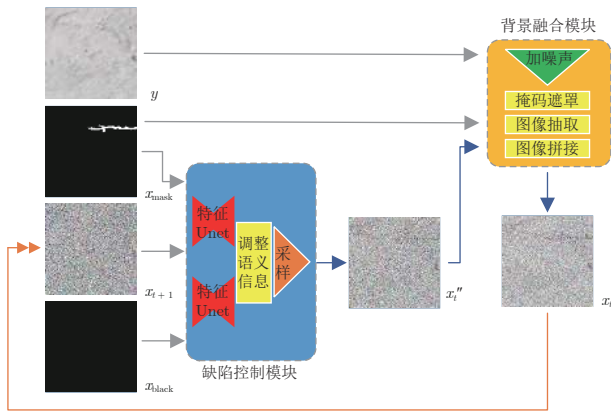 背景融合模块
加噪声
掩码遮罩
图像抽取
图像拼接
y
x_mask
x_{t+1}
x_black
特征
Unet
特征
Unet
调整
语义
信息
采
样
缺陷控制模块
x_t″
x_t